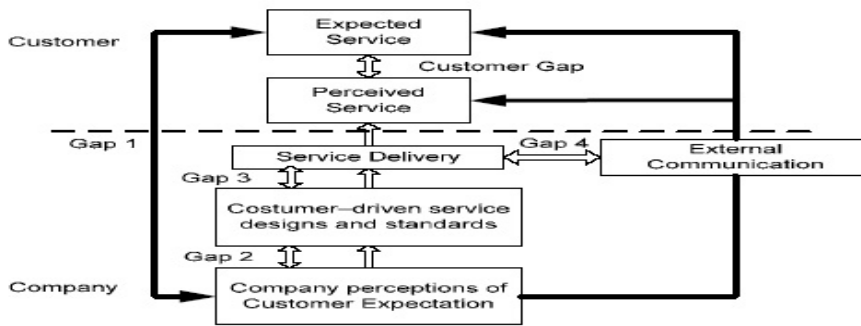 Expected
Service
Customer
Customer Gap
Perceived
Service
Gap 1
Gap 4
Service Delivery
External
Communication
Gap 3
Costumer–driven service
designs and standards
Gap 2
Company
Company perceptions of
Customer Expectation